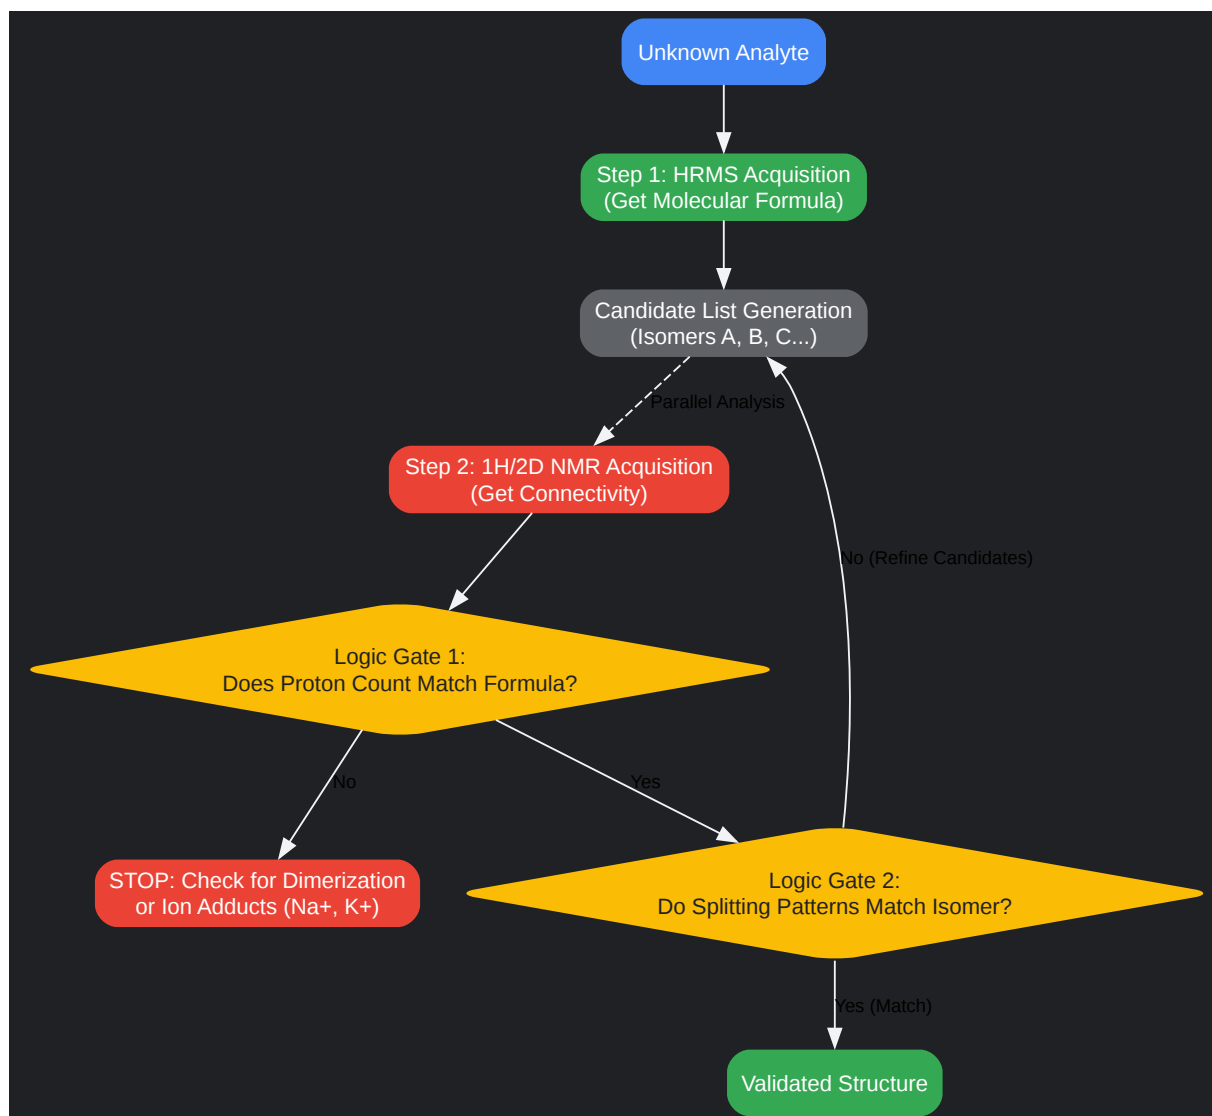 Unknown Analyte
Step 1: HRMS Acquisition
(Get Molecular Formula)
Candidate List Generation
(Isomers A, B, C...)
Parallel Analysis
Step 2: 1H/2D NMR Acquisition
(Get Connectivity)
No (Refine Candidates)
Logic Gate 1:
Does Proton Count Match Formula?
No
Yes
STOP: Check for Dimerization
or Ion Adducts (Na+, K+)
Logic Gate 2:
Do Splitting Patterns Match Isomer?
Yes (Match)
Validated Structure